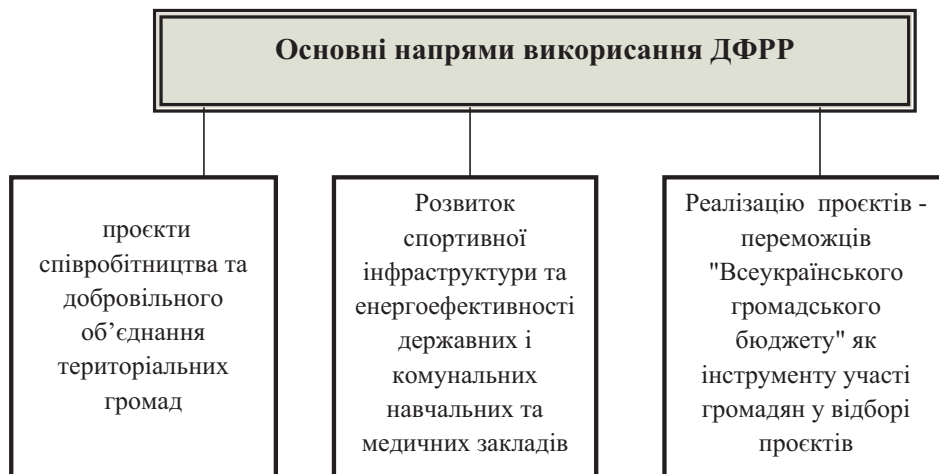 Основні напрями викорисання ДФРР
проєкти
співробітництва та
добровільного
об’єднання
територіальних
громад
Розвиток
спортивної
інфраструктури та
енергоефективності
державних і
комунальних
навчальних та
медичних закладів
Реалізацію проєктів -
переможців
"Всеукраїнського
громадського
бюджету" як
інструменту участі
громадян у відборі
проєктів